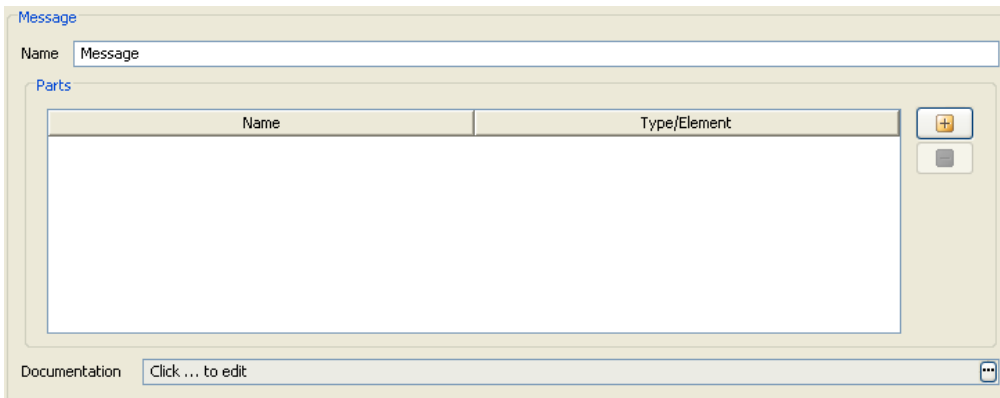 Message
Name Message
Parts
Name Type/Element
Documentation Click ... to edit